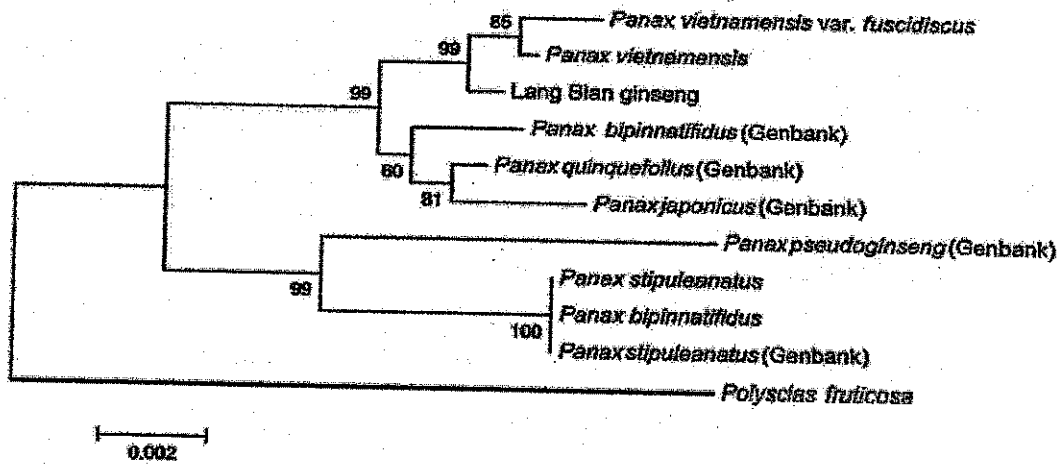 85
Panax vietnamensis var. fuscidiscus
99
Panax vietnamensis
99
Lang Bian ginseng
Panax bipinnatifidus (Genbank)
60
Panax quinquefolius (Genbank)
81
Panax japonicus (Genbank)
Panax pseudoginseng (Genbank)
99
Panax stipuleanatus
Panax bipinnatifidus
100
Panax stipuleanatus (Genbank)
Polyscias fruticosa
0.002